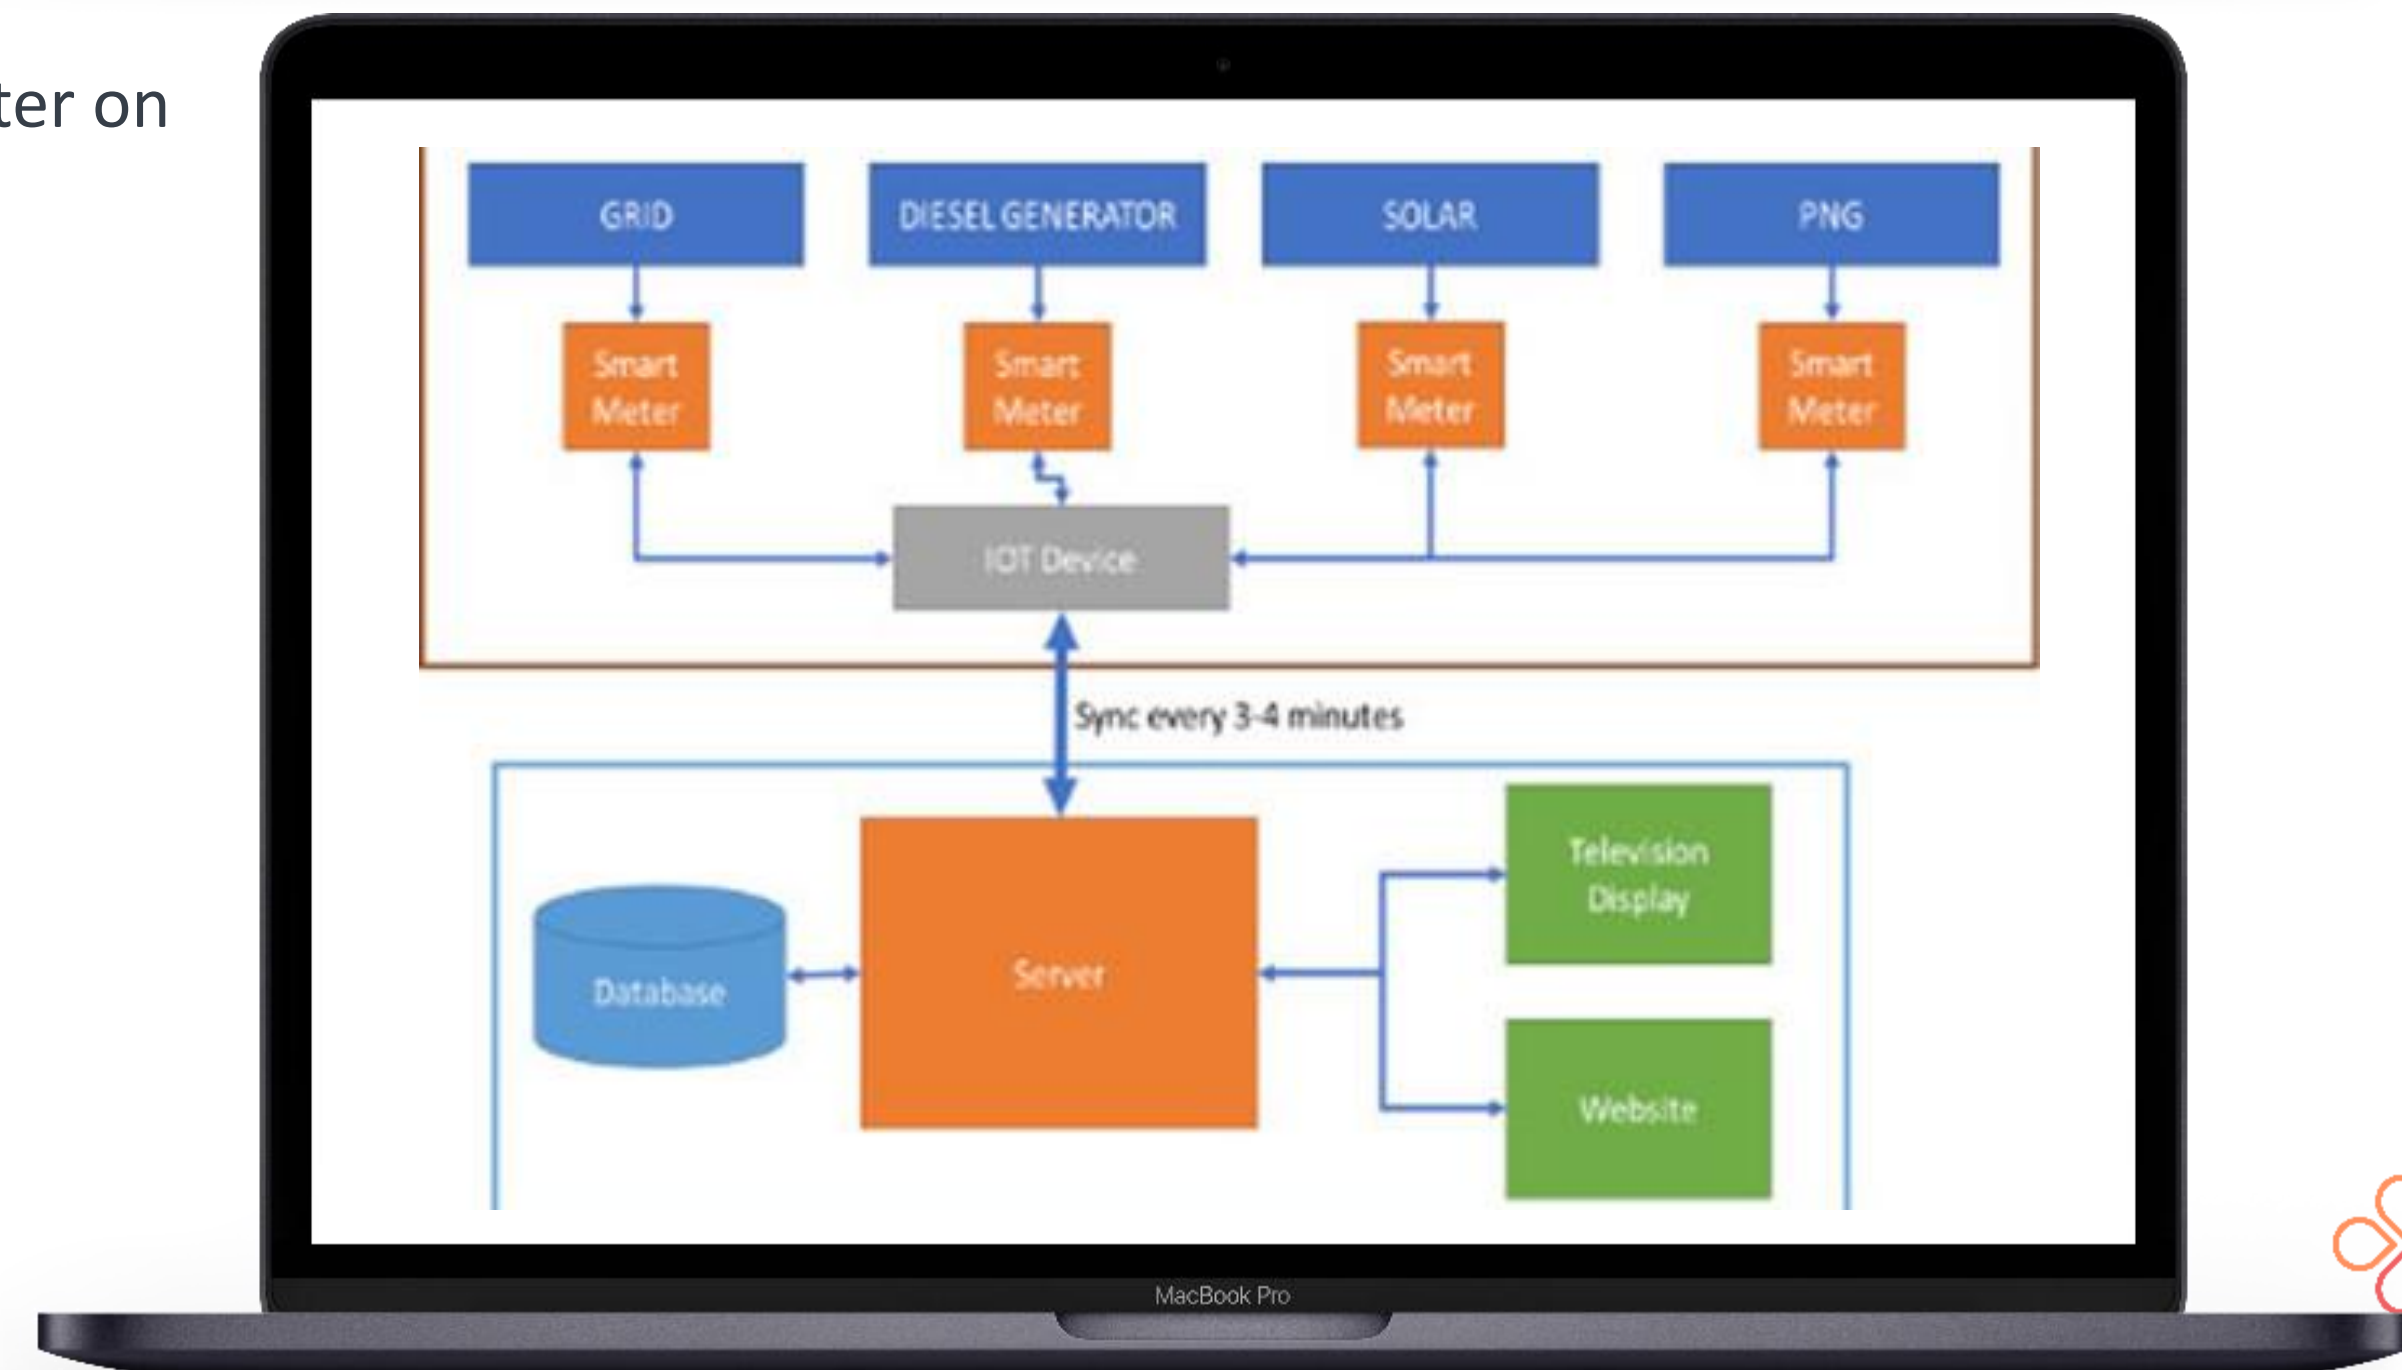 ter on
GRID
DIESEL GENERATOR
SOLAR
PNG
Smart
Meter
Smart
Meter
Smart
Meter
Smart
Meter
IOT Device
Sync every 3-4 minutes
Database
Server
Television
Display
Website
MacBook Pro